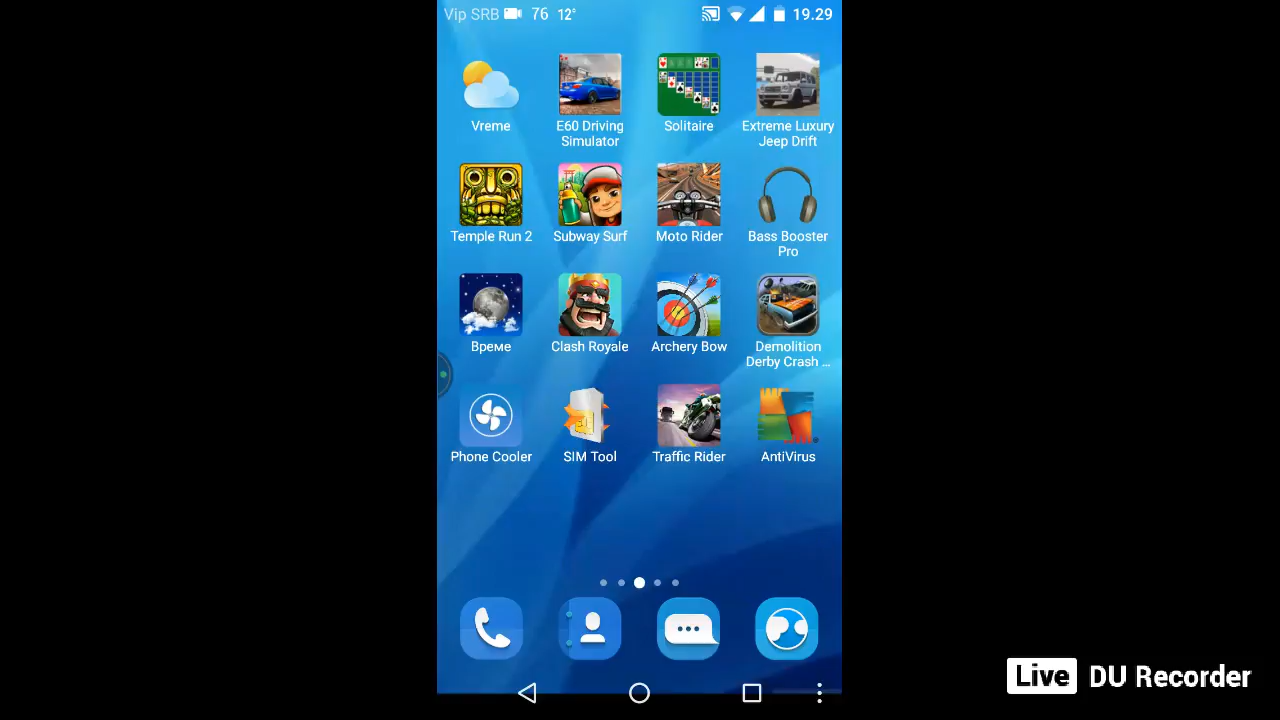 Vip SRB 76 12° 19.29
Vreme
E60 Driving
Simulator
Solitaire
Extreme Luxury
Jeep Drift
Temple Run 2
Subway Surf
Moto Rider
Bass Booster
Pro
Време
Clash Royale
Archery Bow
Demolition
Derby Crash ...
Phone Cooler
SIM Tool
Traffic Rider
AntiVirus
Live DU Recorder